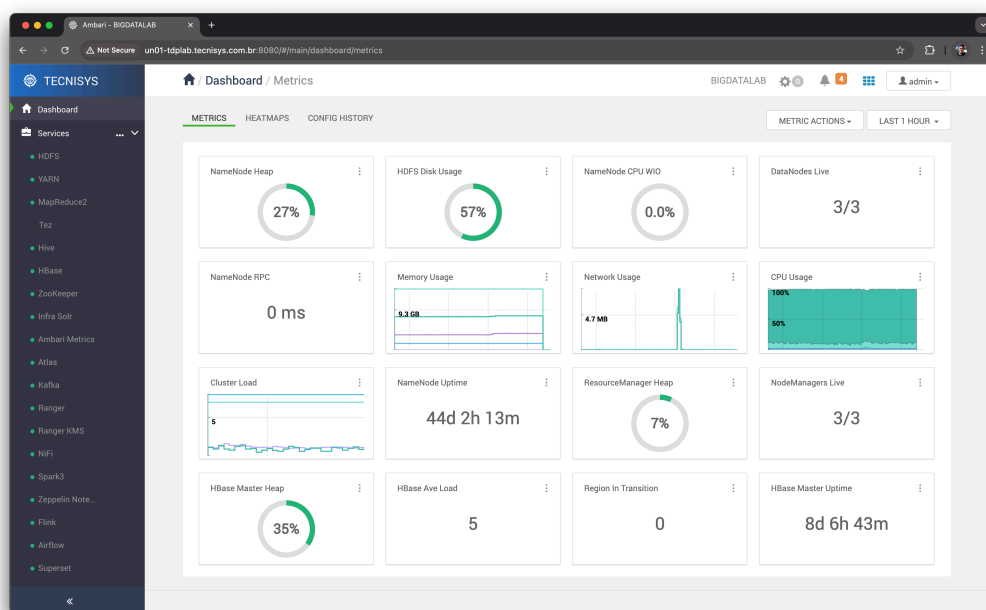 Ambari - BIGDATALAB
Not Secure un01-tdplab.tecnisys.com.br:8080/#/main/dashboard/metrics
TECNISYS
/ Dashboard / Metrics
BIGDATALAB
0
4
admin
Dashboard
Services
HDFS
YARN
MapReduce2
Tez
Hive
HBase
ZooKeeper
Infra Solr
Ambari Metrics
Atlas
Kafka
Ranger
Ranger KMS
NiFi
Spark3
Zeppelin Note...
Flink
Airflow
Superset
METRICS HEATMAPS CONFIG HISTORY
METRIC ACTIONS LAST 1 HOUR
NameNode Heap
27%
HDFS Disk Usage
57%
NameNode CPU WIO
0.0%
DataNodes Live
3/3
NameNode RPC
0 ms
Memory Usage
9.3 GB
Network Usage
4.7 MB
CPU Usage
100%
50%
Cluster Load
5
NameNode Uptime
44d 2h 13m
ResourceManager Heap
7%
NodeManagers Live
3/3
HBase Master Heap
35%
HBase Ave Load
5
Region In Transition
0
HBase Master Uptime
8d 6h 43m